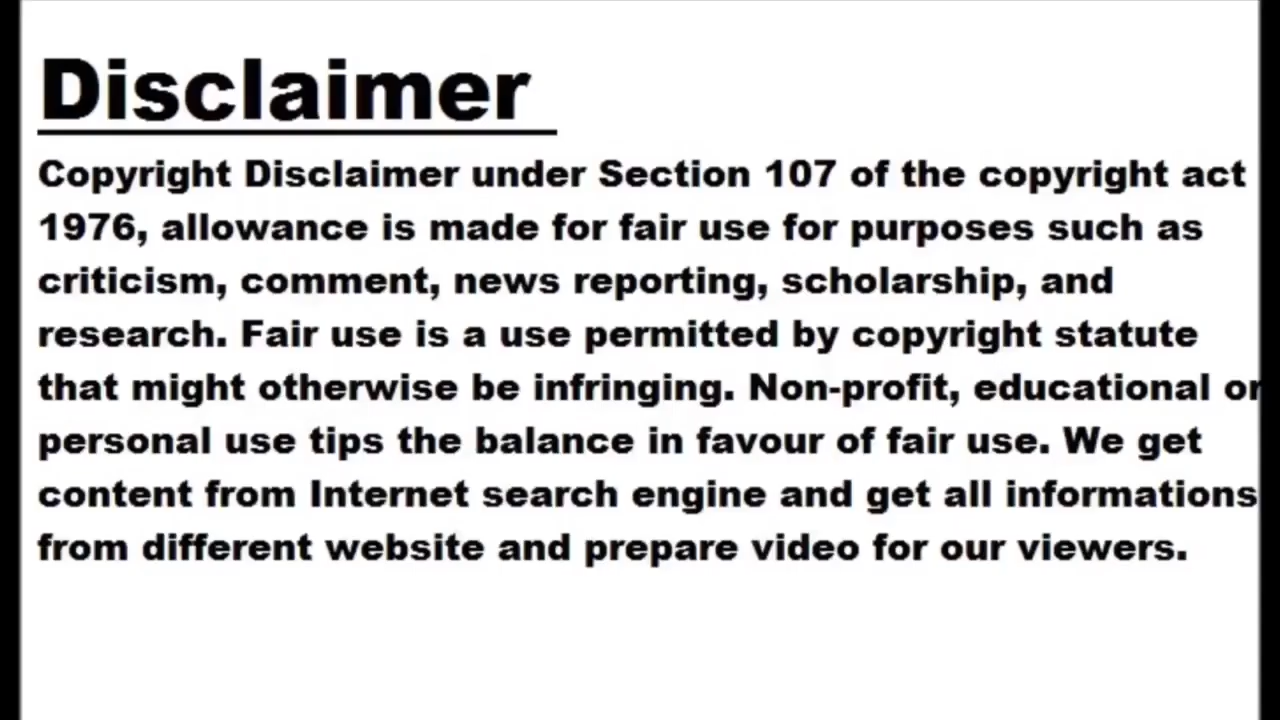 Disclaimer
Copyright Disclaimer under Section 107 of the copyright act
1976, allowance is made for fair use for purposes such as
criticism, comment, news reporting, scholarship, and
research. Fair use is a use permitted by copyright statute
that might otherwise be infringing. Non-profit, educational or
personal use tips the balance in favour of fair use. We get
content from Internet search engine and get all informations
from different website and prepare video for our viewers.